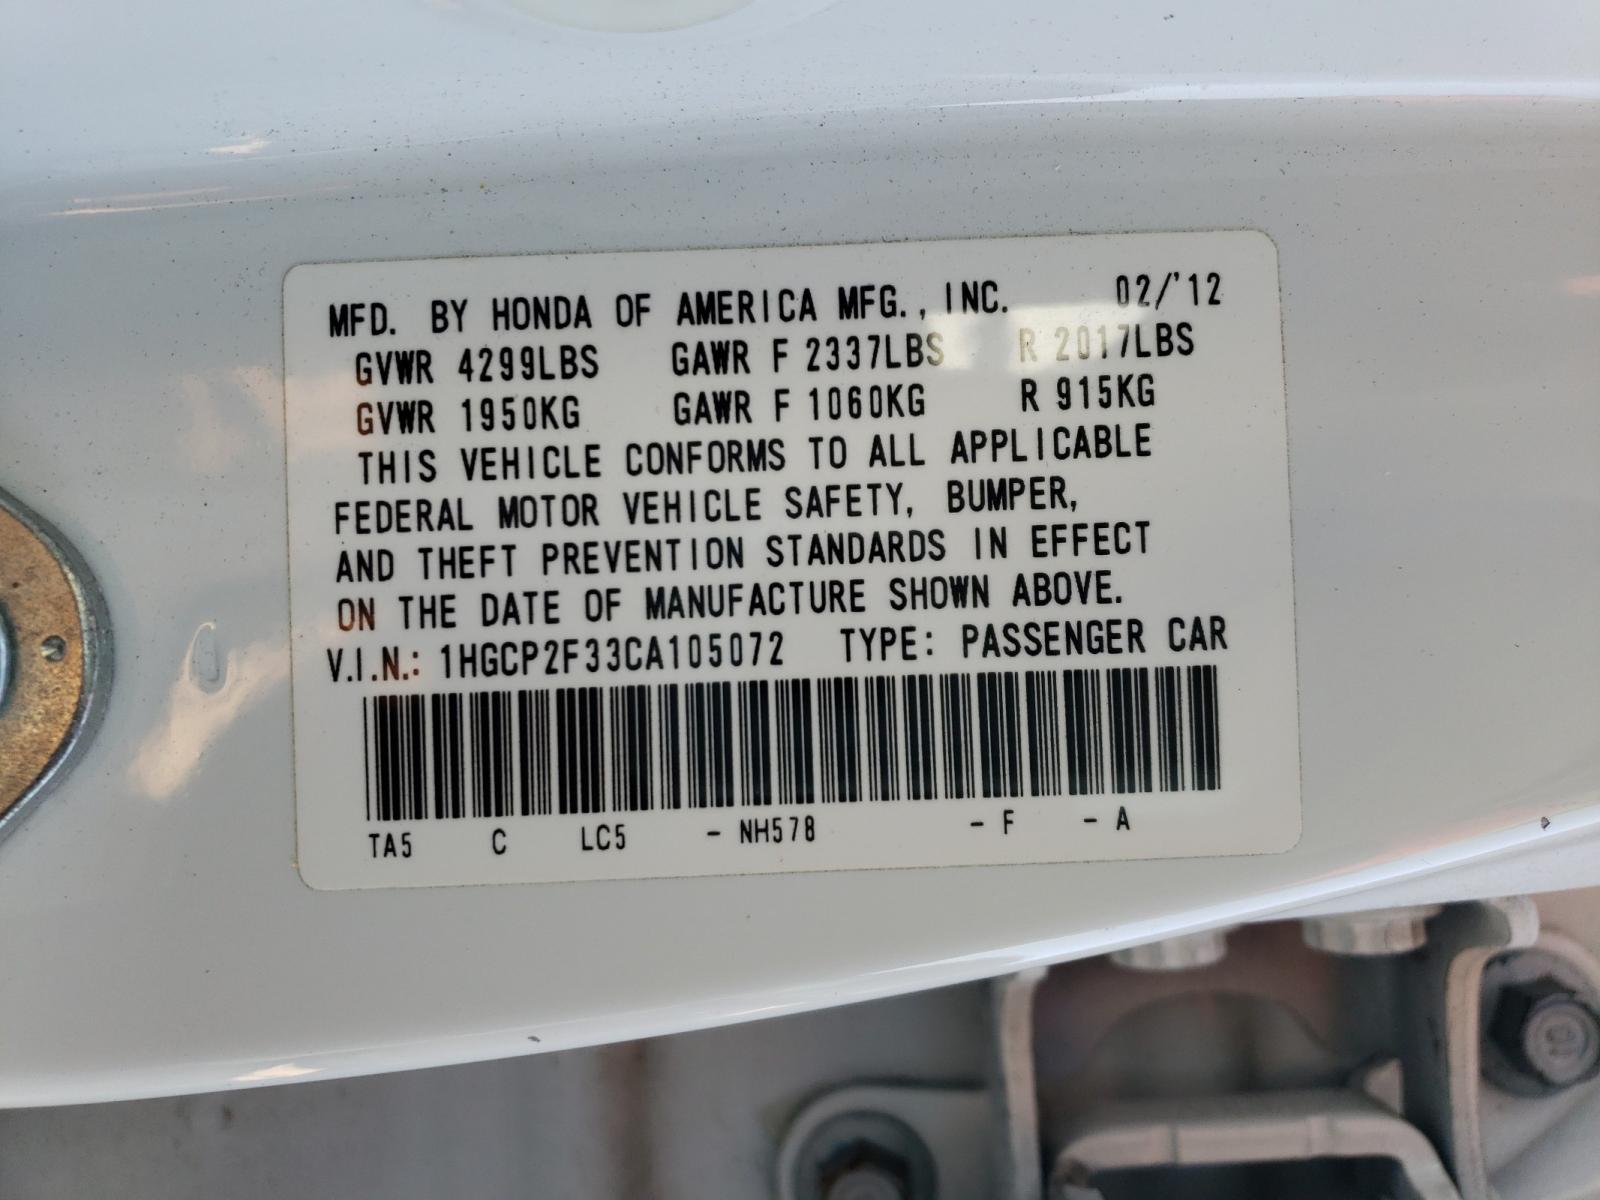 MFD. BY HONDA OF AMERICA MFG., INC. 02/'12
GVWR 4299LBS GAWR F 2337LBS R 2017LBS
GVWR 1950KG GAWR F 1060KG R 915KG
THIS VEHICLE CONFORMS TO ALL APPLICABLE
FEDERAL MOTOR VEHICLE SAFETY, BUMPER,
AND THEFT PREVENTION STANDARDS IN EFFECT
ON THE DATE OF MANUFACTURE SHOWN ABOVE.
V.I.N.: 1HGCP2F33CA105072 TYPE: PASSENGER CAR
TA5 C LC5 - NH578 - F - A